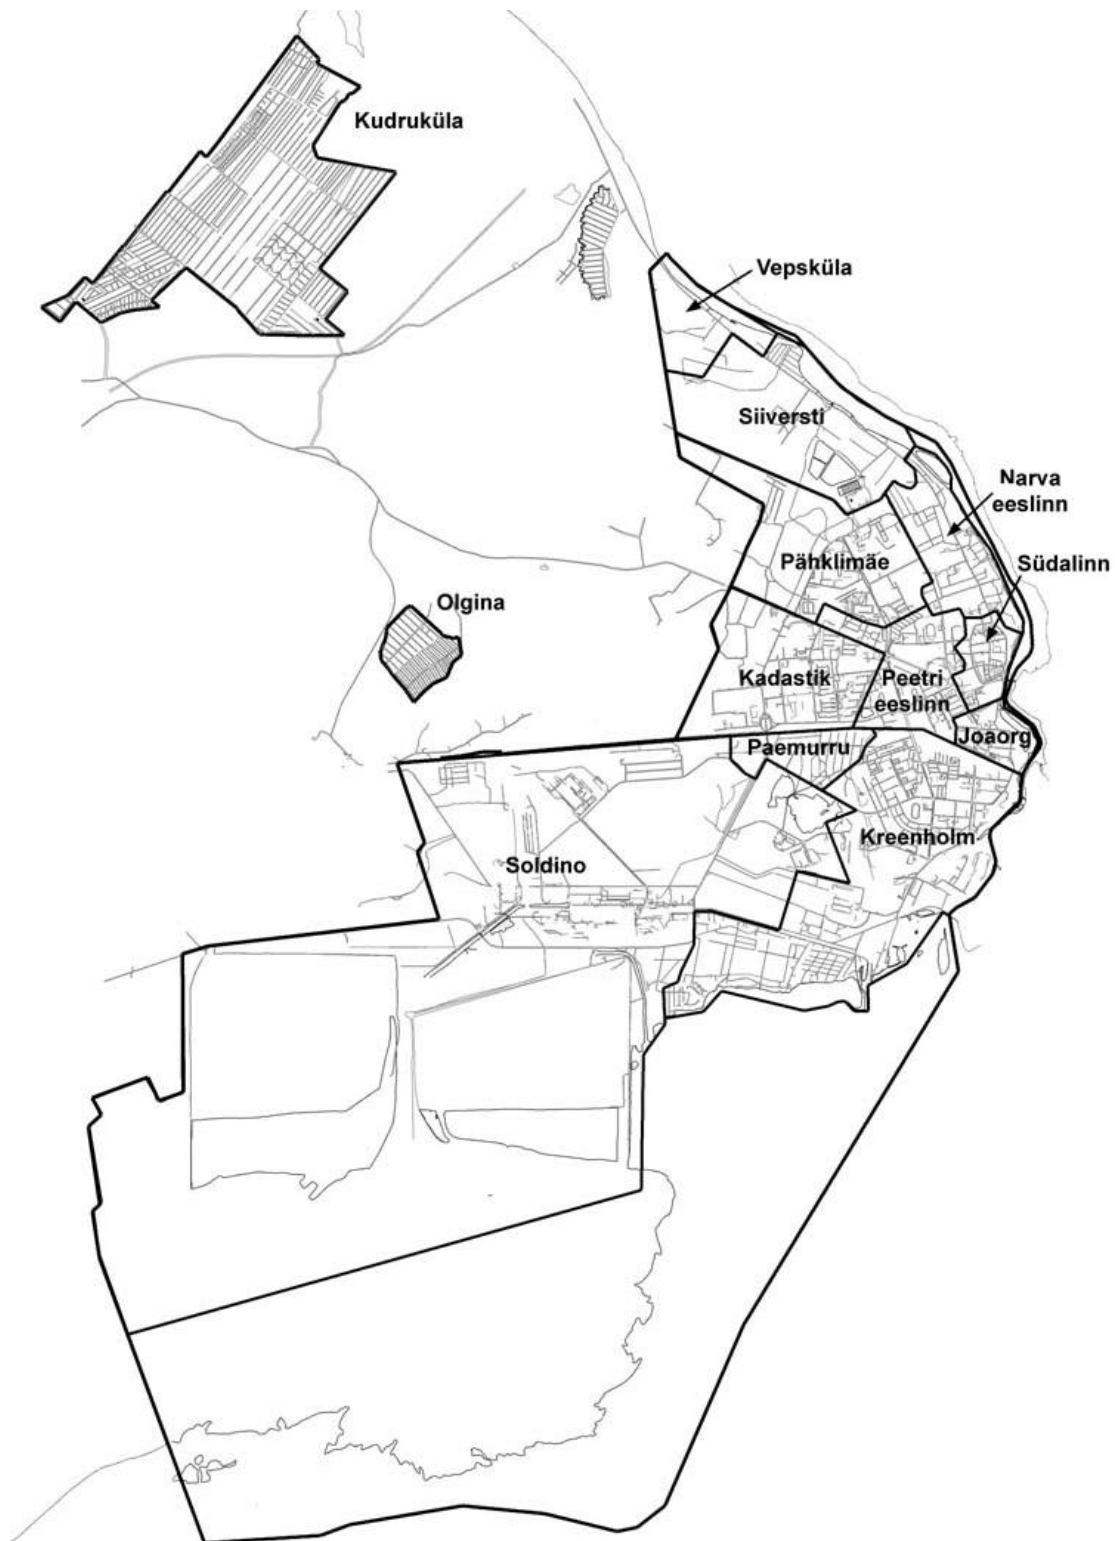 Kudruküla
Vepsküla
Siiversti
Narva
eeslinn
Südalinn
Pähklimäe
Olgina
Kadastik
Peetri
eeslinn
Joaorg
Paemurru
Kreenholm
Soldino